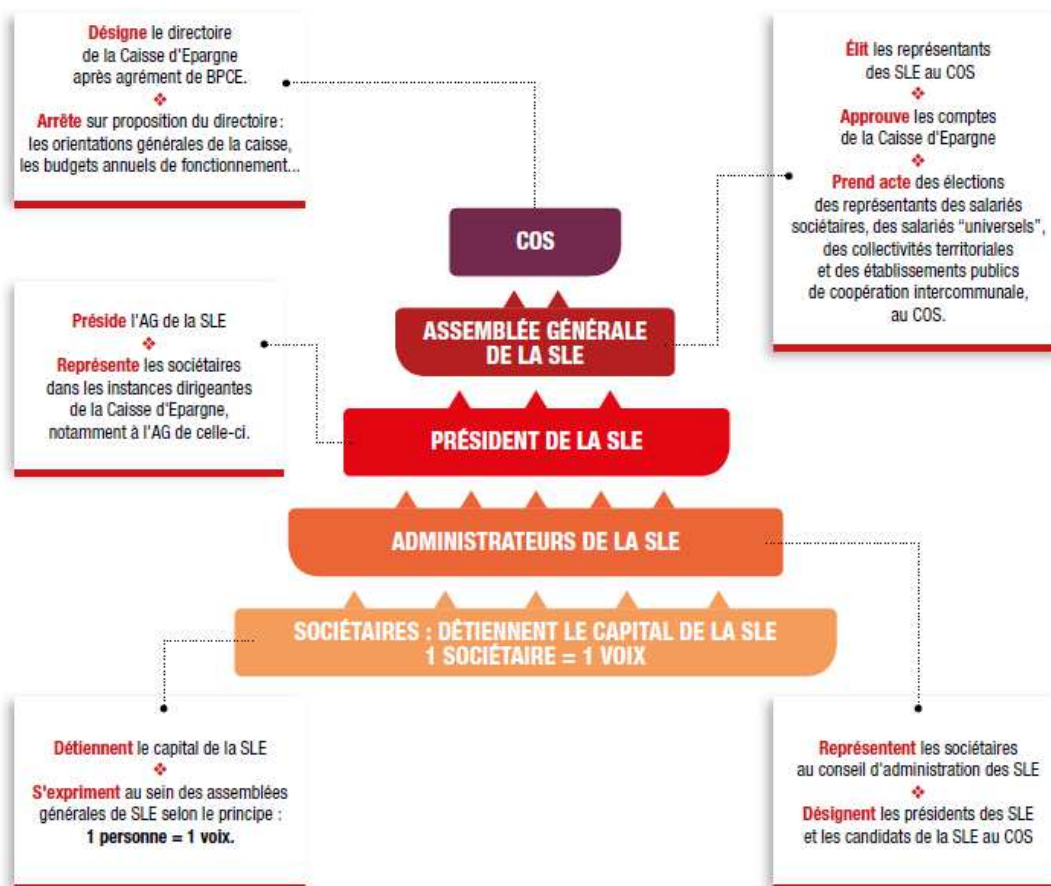 Désigne le directoire
de la Caisse d'Epargne
après agrément de BPCE.
Arrête sur proposition du directoire :
les orientations générales de la caisse,
les budgets annuels de fonctionnement...
Élit les représentants
des SLE au COS
Approuve les comptes
de la Caisse d'Epargne
Prend acte des élections
des représentants des salariés
sociétaires, des salariés “universels”,
des collectivités territoriales
et des établissements publics
de coopération intercommunale,
au COS.
COS
ASSEMBLÉE GÉNÉRALE
DE LA SLE
Préside l'AG de la SLE
Représente les sociétaires
dans les instances dirigeantes
de la Caisse d'Epargne,
notamment à l'AG de celle-ci.
PRÉSIDENT DE LA SLE
ADMINISTRATEURS DE LA SLE
SOCIÉTAIRES : DÉTIENNENT LE CAPITAL DE LA SLE
1 SOCIÉTAIRE = 1 VOIX
Détiennent le capital de la SLE
S'expriment au sein des assemblées
générales de SLE selon le principe :
1 personne = 1 voix.
Représentent les sociétaires
au conseil d'administration des SLE
Désignent les présidents des SLE
et les candidats de la SLE au COS